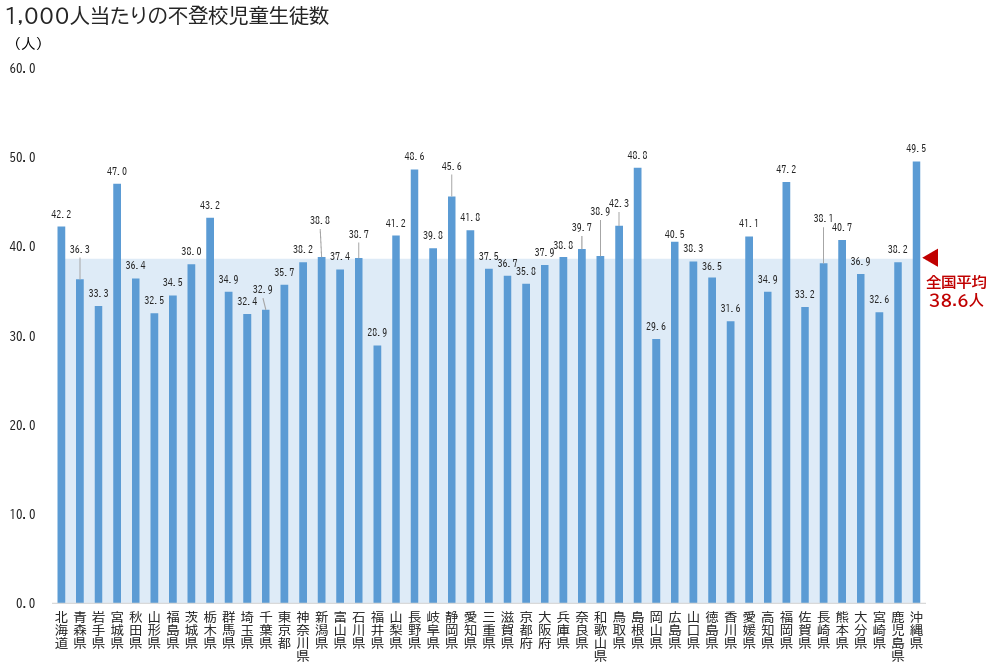 1,000人当たりの不登校児童生徒数
（人）
60.0
50.0
40.0
30.0
20.0
10.0
0.0
42.2
36.3
33.3
47.0
36.4
32.5
34.5
38.0
43.2
34.9
32.4
32.9
35.7
38.2
38.8
37.4
38.7
28.9
41.2
48.6
39.8
45.6
41.8
37.5
36.7
35.8
37.9
38.8
39.7
38.9
42.3
48.8
29.6
40.5
38.3
36.5
31.6
41.1
34.9
47.2
33.2
38.1
40.7
36.9
32.6
38.2
49.5
全国平均
38.6人
北海道
青森県
岩手県
宮城県
秋田県
山形県
福島県
茨城県
栃木県
群馬県
埼玉県
千葉県
東京都
神奈川県
新潟県
富山県
石川県
福井県
山梨県
長野県
岐阜県
静岡県
愛知県
三重県
滋賀県
京都府
大阪府
兵庫県
奈良県
和歌山県
鳥取県
島根県
岡山県
広島県
山口県
徳島県
香川県
愛媛県
高知県
福岡県
佐賀県
長崎県
熊本県
大分県
宮崎県
鹿児島県
沖縄県